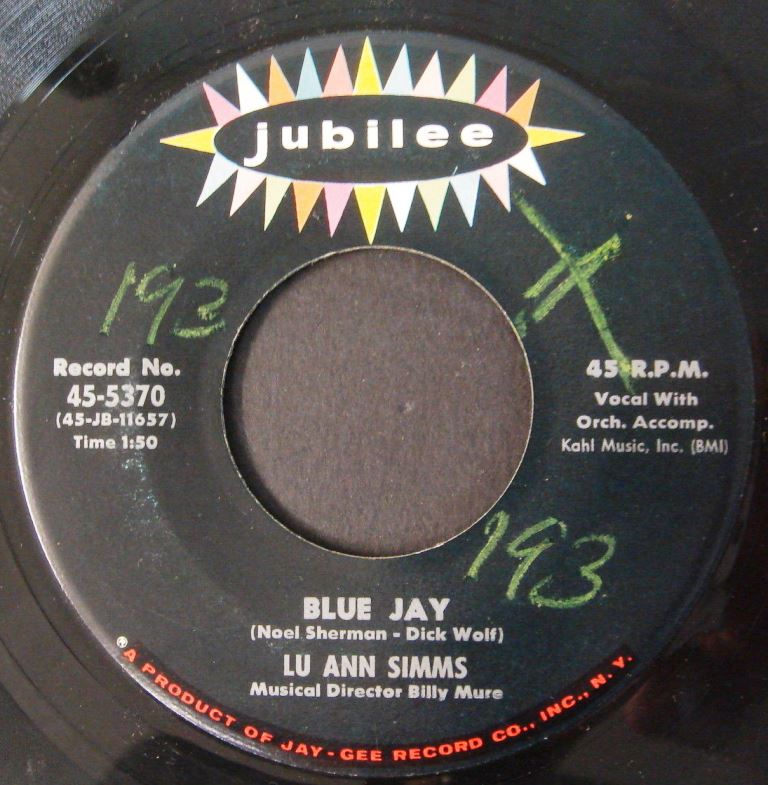 jubilee
193
Record No.
45-5370
(45-JB-11657)
Time 1:50
45 R.P.M.
Vocal With
Orch. Accomp.
Kahl Music, Inc. (BMI)
193
BLUE JAY
(Noel Sherman - Dick Wolf)
LU ANN SIMMS
Musical Director Billy Mure
® A PRODUCT OF JAY-GEE RECORD CO., INC., N. Y.